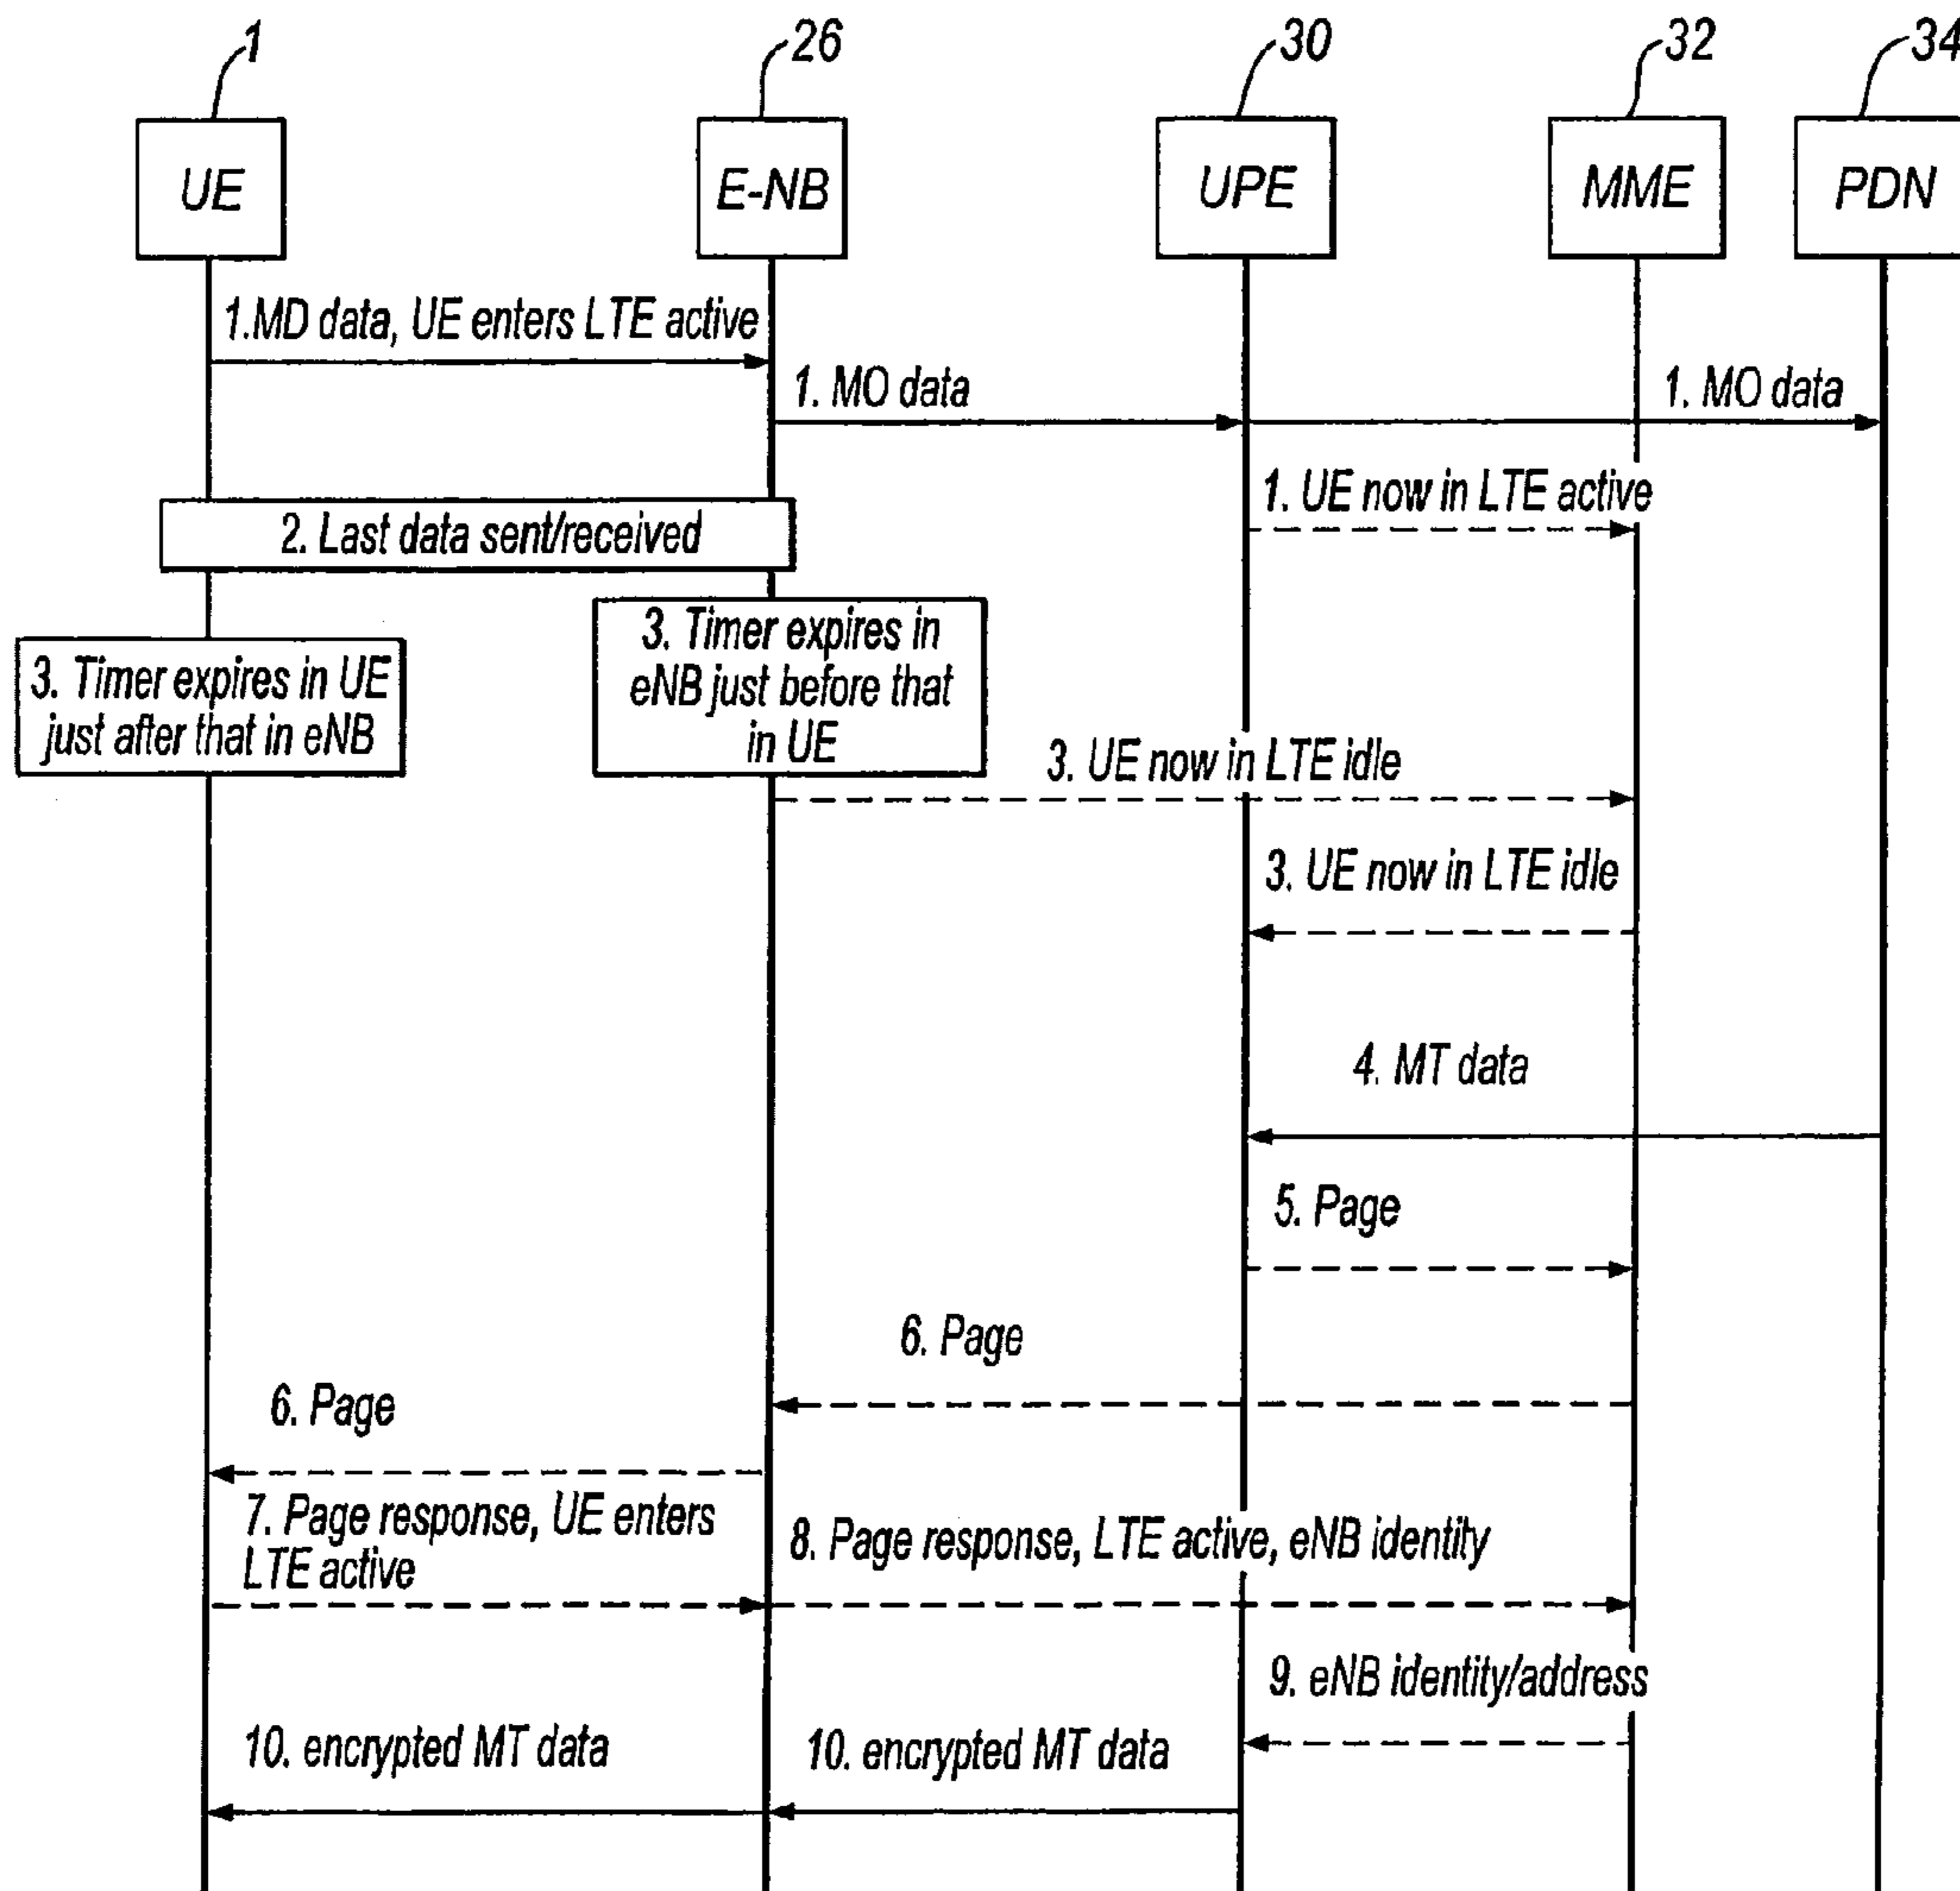 1
26
30
32
34
UE
E-NB
UPE
MME
PDN
1.MD data, UE enters LTE active
1. MO data
1. MO data
1. UE now in LTE active
2. Last data sent/received
3. Timer expires in
eNB just before that
in UE
3. Timer expires in UE
just after that in eNB
3. UE now in LTE idle
3. UE now in LTE idle
4. MT data
5. Page
6. Page
6. Page
7. Page response, UE enters
LTE active
8. Page response, LTE active, eNB identity
9. eNB identity/address
10. encrypted MT data
10. encrypted MT data